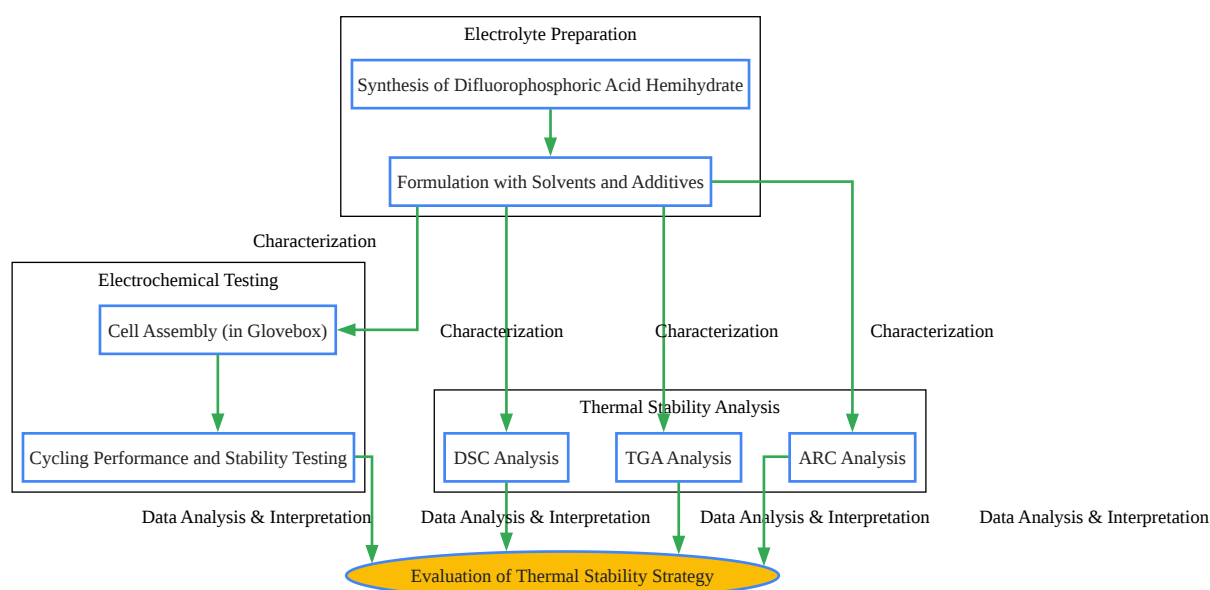 Electrolyte Preparation
Synthesis of Difluorophosphoric Acid Hemihydrate
Formulation with Solvents and Additives
Characterization
Electrochemical Testing
Cell Assembly (in Glovebox)
Characterization
Characterization
Characterization
Thermal Stability Analysis
Cycling Performance and Stability Testing
DSC Analysis
TGA Analysis
ARC Analysis
Data Analysis & Interpretation
Data Analysis & Interpretation
Data Analysis & Interpretation
Data Analysis & Interpretation
Evaluation of Thermal Stability Strategy